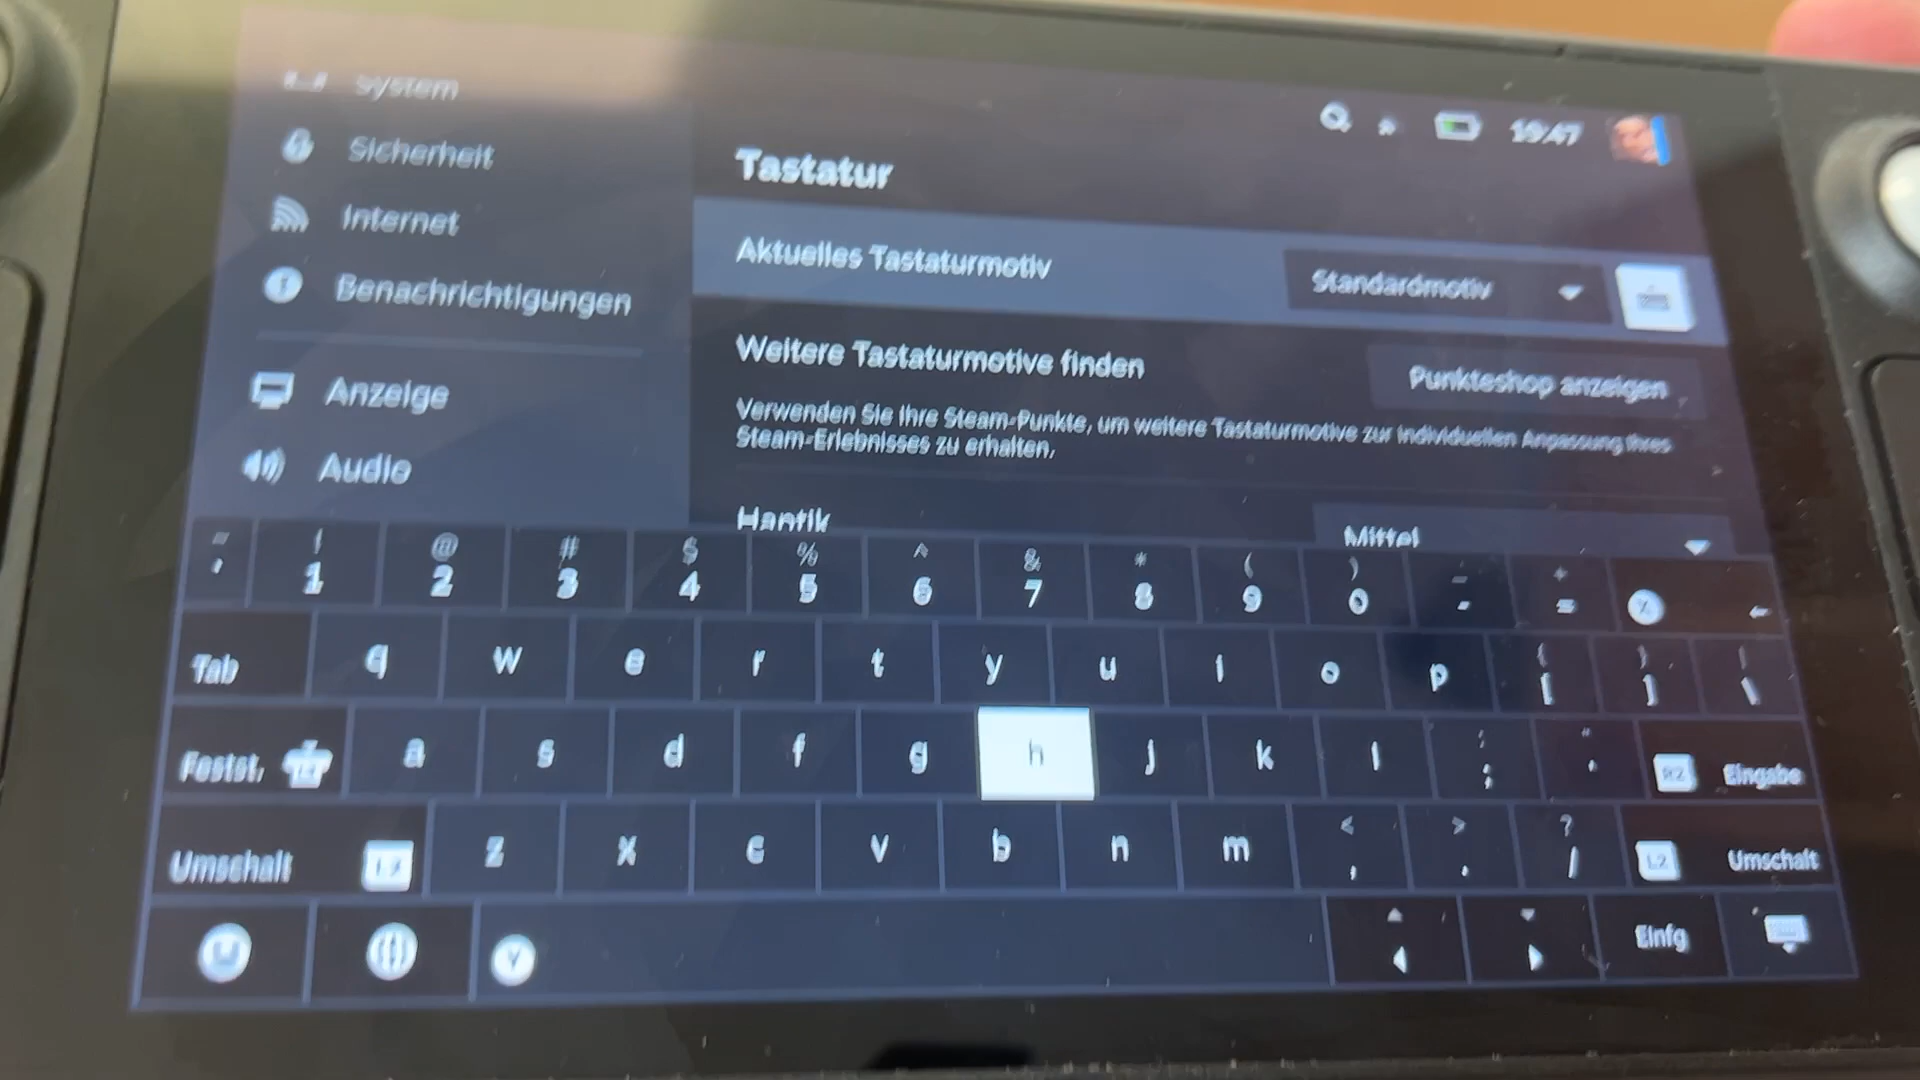 System
Sicherheit
Internet
Benachrichtigungen
Anzeige
Audio
19:47
Tastatur
Aktuelles Tastaturmotiv
Standardmotiv
Weitere Tastaturmotive finden
Punkteshop anzeigen
Verwenden Sie Ihre Steam-Punkte, um weitere Tastaturmotive zur individuellen Anpassung Ihres
Steam-Erlebnisses zu erhalten.
Haptik
Mittel
! @ # $ % ^ & * ( ) _ +
1 2 3 4 5 6 7 8 9 0 - = X ←
{ } |
Tab q w e r t y u i o p [ ] \
: "
Festst. a s d f g h j k l ; ' R2 Eingabe
< > ?
Umschalt z x c v b n m , . / L2 Umschalt
Y Einfg